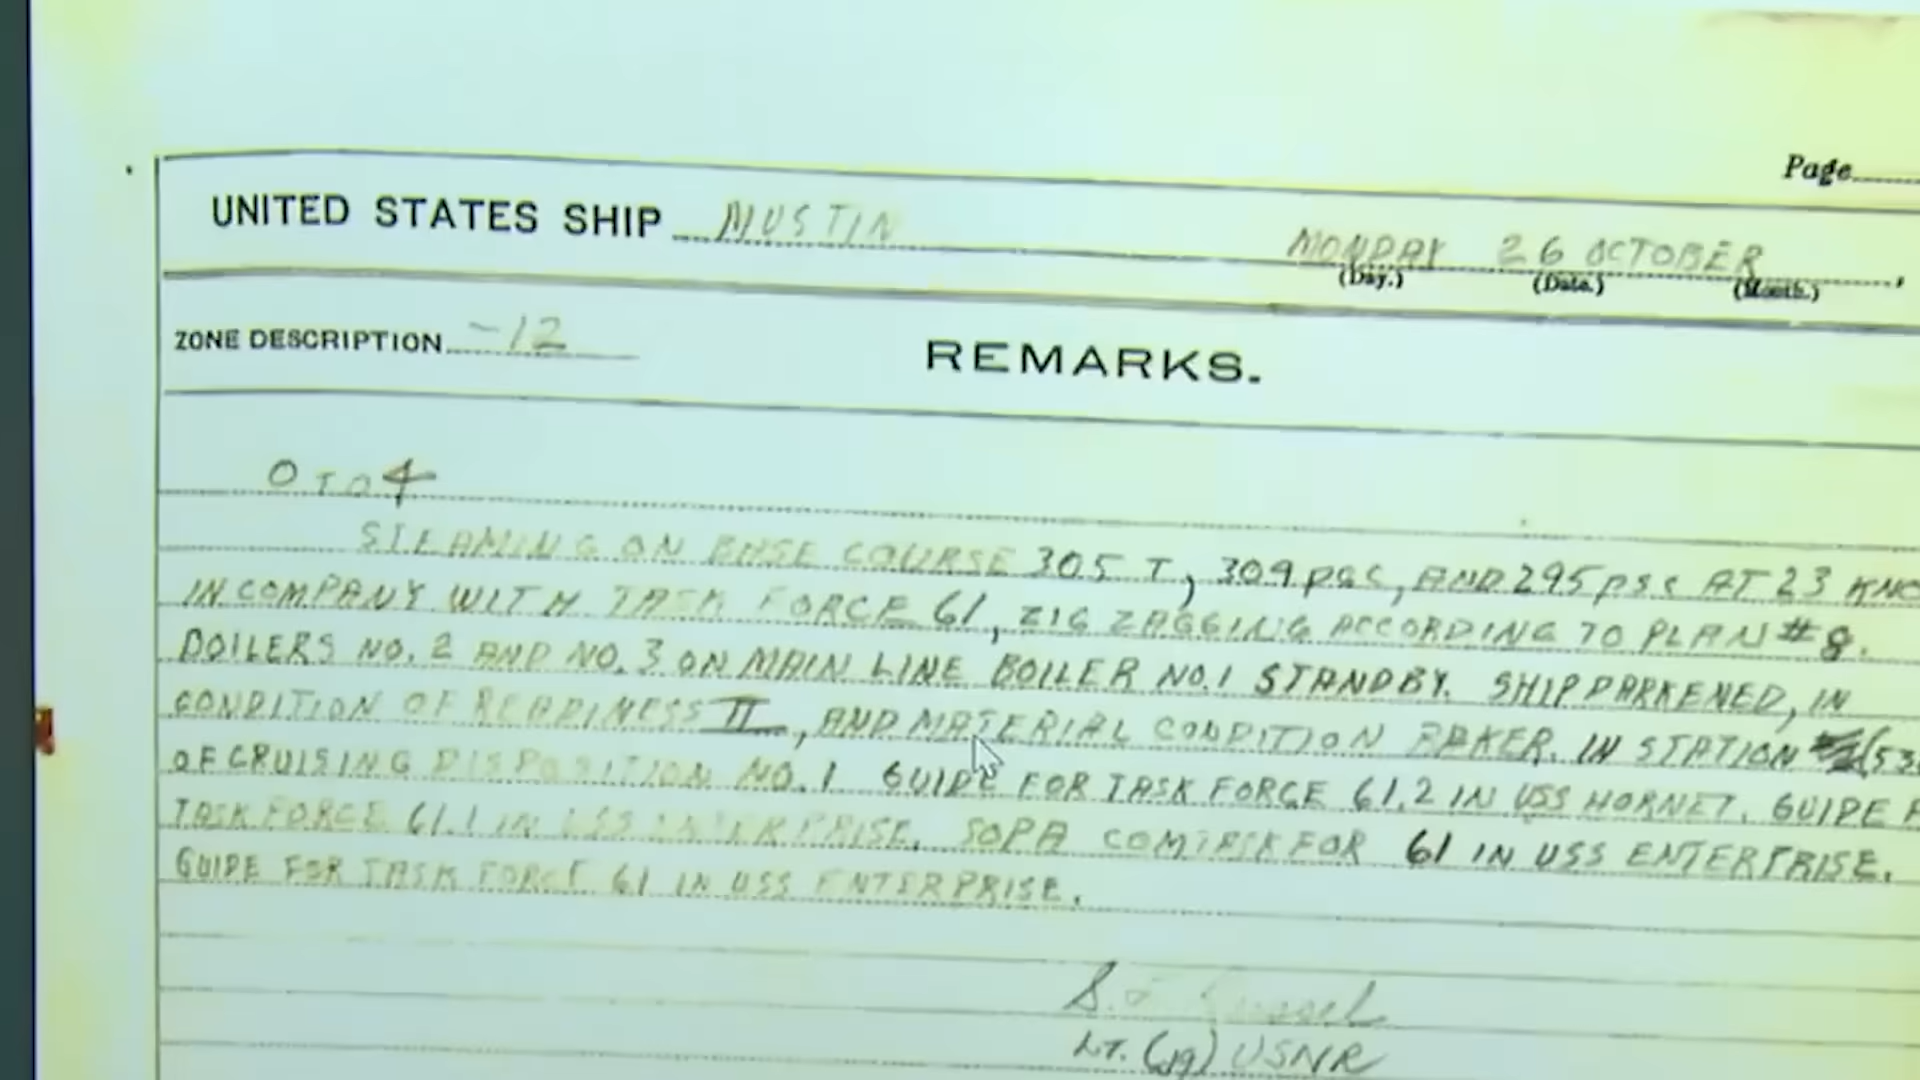 Page
UNITED STATES SHIP MUSTIN MONDAY 26 OCTOBER
(Day.) (Date.) (Month.)
ZONE DESCRIPTION -12
REMARKS.
0 TO 4
STEAMING ON BASE COURSE 305 T, 309 PGC, AND 295 PSC AT 23 KNO
IN COMPANY WITH TASK FORCE 61, ZIG ZAGGING ACCORDING TO PLAN #8.
BOILERS NO. 2 AND NO. 3 ON MAIN LINE BOILER NO. 1 STANDBY. SHIP DARKENED, IN
CONDITION OF READINESS II, AND MATERIAL CONDITION BAKER. IN STATION (53
OF CRUISING DISPOSITION NO. 1 GUIDE FOR TASK FORCE 61.2 IN USS HORNET. GUIDE F
TASK FORCE 61.1 IN USS ENTERPRISE. SOPA COMTASKFOR 61 IN USS ENTERPRISE.
GUIDE FOR TASK FORCE 61 IN USS ENTERPRISE.
S.
LT. (jg) USNR